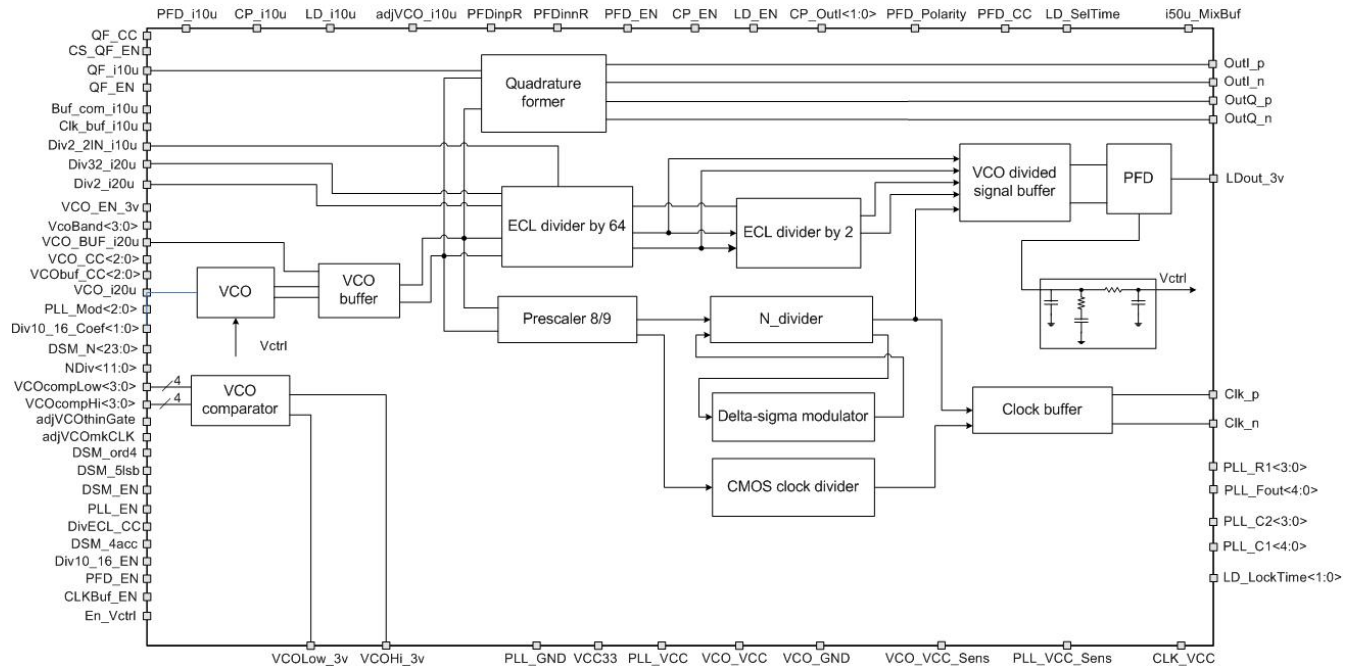 PFD_i10u CP_i10u LD_i10u adjVCO_i10u PFDinpR PFDinnR PFD_EN CP_EN LD_EN CP_OutI<1:0> PFD_Polarity PFD_CC LD_SelTime i50u_MixBuf
QF_CC
CS_QF_EN
QF_i10u
QF_EN
Buf_com_i10u
Clk_buf_i10u
Div2_2IN_i10u
Div32_i20u
Div2_i20u
VCO_EN_3v
VcoBand<3:0>
VCO_BUF_i20u
VCO_CC<2:0>
VCObuf_CC<2:0>
VCO_i20u
PLL_Mod<2:0>
Div10_16_Coef<1:0>
DSM_N<23:0>
NDiv<11:0>
VCOcompLow<3:0>
VCOcompHi<3:0>
adjVCOthinGate
adjVCOmkCLK
DSM_ord4
DSM_5lsb
DSM_EN
PLL_EN
DivECL_CC
DSM_4acc
Div10_16_EN
PFD_EN
CLKBuf_EN
En_Vctrl
Quadrature
former
ECL divider by 64
ECL divider by 2
VCO divided
signal buffer
PFD
Vctrl
VCO
VCO
buffer
Vctrl
Prescaler 8/9
N_divider
4
4
VCO
comparator
Delta-sigma modulator
Clock buffer
CMOS clock divider
OutI_p
OutI_n
OutQ_p
OutQ_n
LDout_3v
Clk_p
Clk_n
PLL_R1<3:0>
PLL_Fout<4:0>
PLL_C2<3:0>
PLL_C1<4:0>
LD_LockTime<1:0>
VCOLow_3v VCOHi_3v PLL_GND VCC33 PLL_VCC VCO_VCC VCO_GND VCO_VCC_Sens PLL_VCC_Sens CLK_VCC